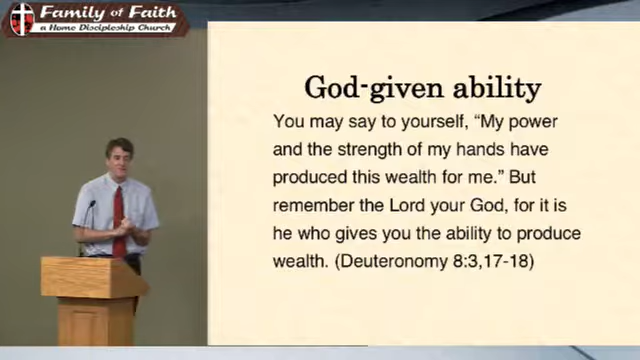 Family of Faith
a Home Discipleship Church
God-given ability
You may say to yourself, “My power
and the strength of my hands have
produced this wealth for me.” But
remember the Lord your God, for it is
he who gives you the ability to produce
wealth. (Deuteronomy 8:3,17-18)